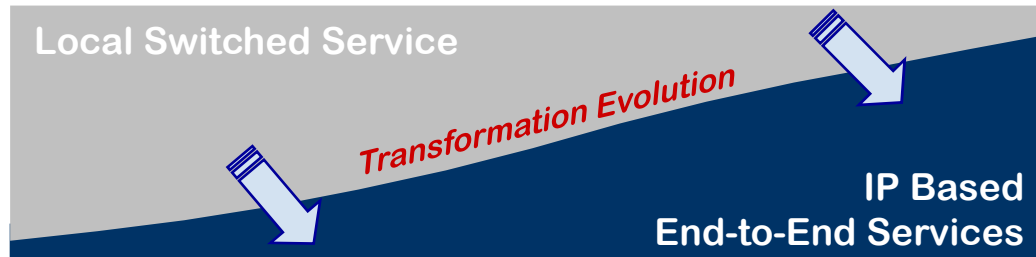 Local Switched Service
Transformation Evolution
IP Based
End-to-End Services